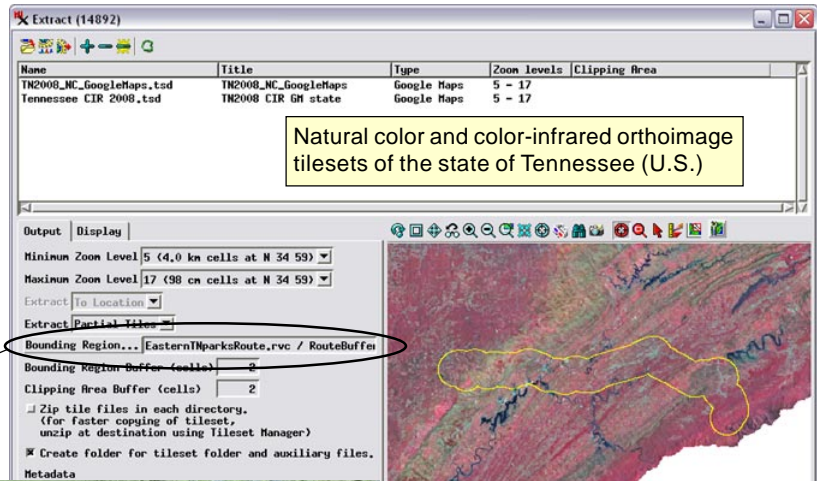 Extract (14892)
Name Title Type Zoom levels Clipping Area
TN2008_NC_GoogleMaps.tsd TN2008_NC_GoogleMaps Google Maps 5 - 17
Tennessee CIR 2008.tsd TN2008 CIR GM state Google Maps 5 - 17
Natural color and color-infrared orthoimage
tilesets of the state of Tennessee (U.S.)
Output Display
Minimum Zoom Level 5 (4.0 km cells at N 34 59)
Maximum Zoom Level 17 (98 cm cells at N 34 59)
Extract To Location
Extract Partial Tiles
Bounding Region... EasternTNparksRoute.rvc / RouteBuffer
Bounding Region Buffer (cells) 2
Clipping Area Buffer (cells) 2
Zip tile files in each directory.
(for faster copying of tileset,
unzip at destination using Tileset Manager)
Create folder for tileset folder and auxiliary files.
Metadata